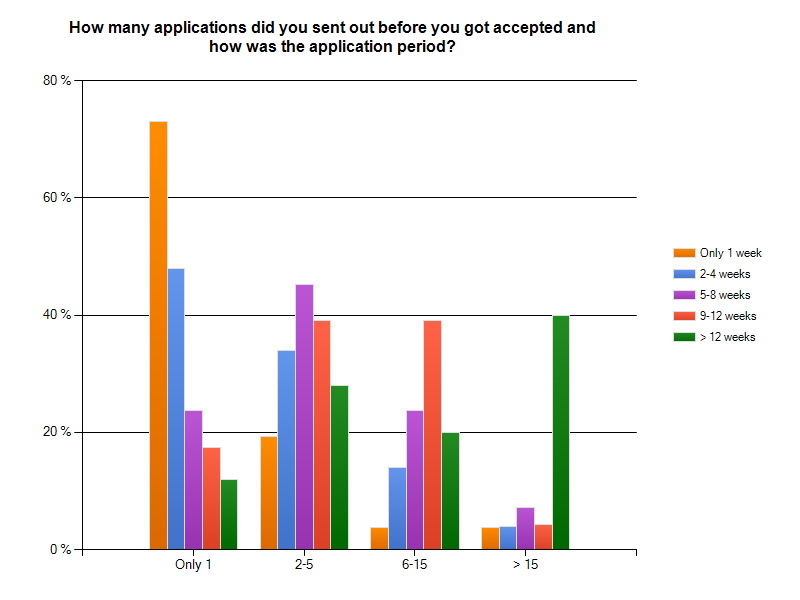 How many applications did you sent out before you got accepted and
how was the application period?
80 %
60 %
40 %
20 %
0 %
Only 1
2-5
6-15
> 15
Only 1 week
2-4 weeks
5-8 weeks
9-12 weeks
> 12 weeks